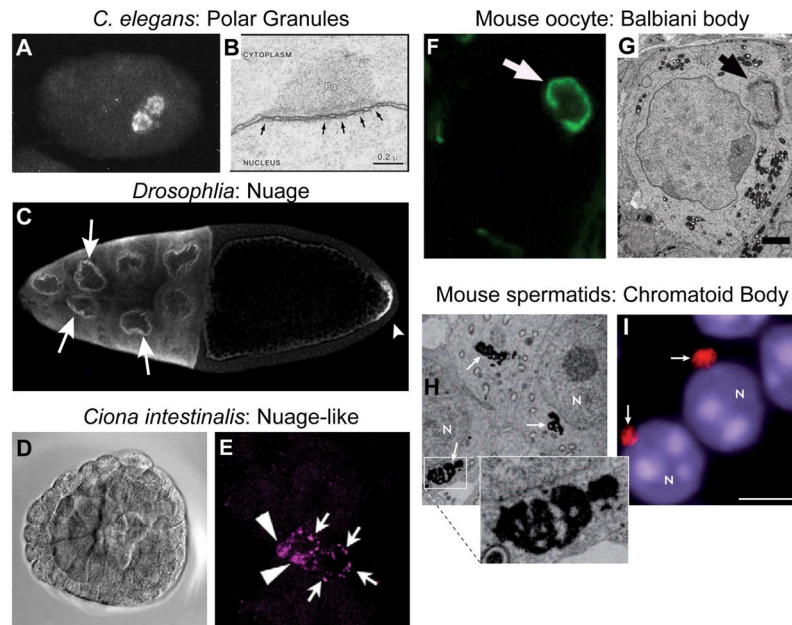 C. elegans: Polar Granules
A
B
CYTOPLASM
Pg
NUCLEUS
0.2 μ
Drosophlia: Nuage
C
Ciona intestinalis: Nuage-like
D
E
Mouse oocyte: Balbiani body
F
G
Mouse spermatids: Chromatoid Body
H
N
N
I
N
N